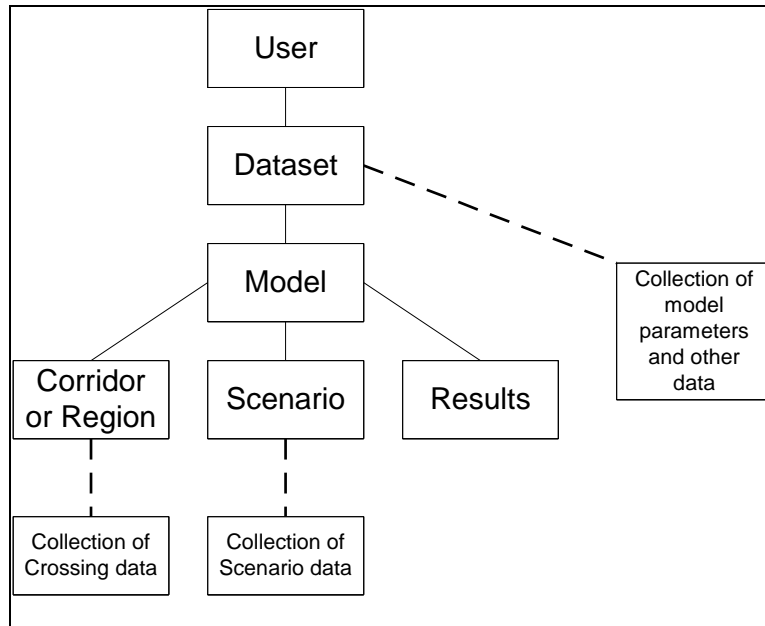 User
Dataset
Model
Collection of
model
parameters
and other
data
Corridor
or Region
Scenario
Results
Collection of
Crossing data
Collection of
Scenario data